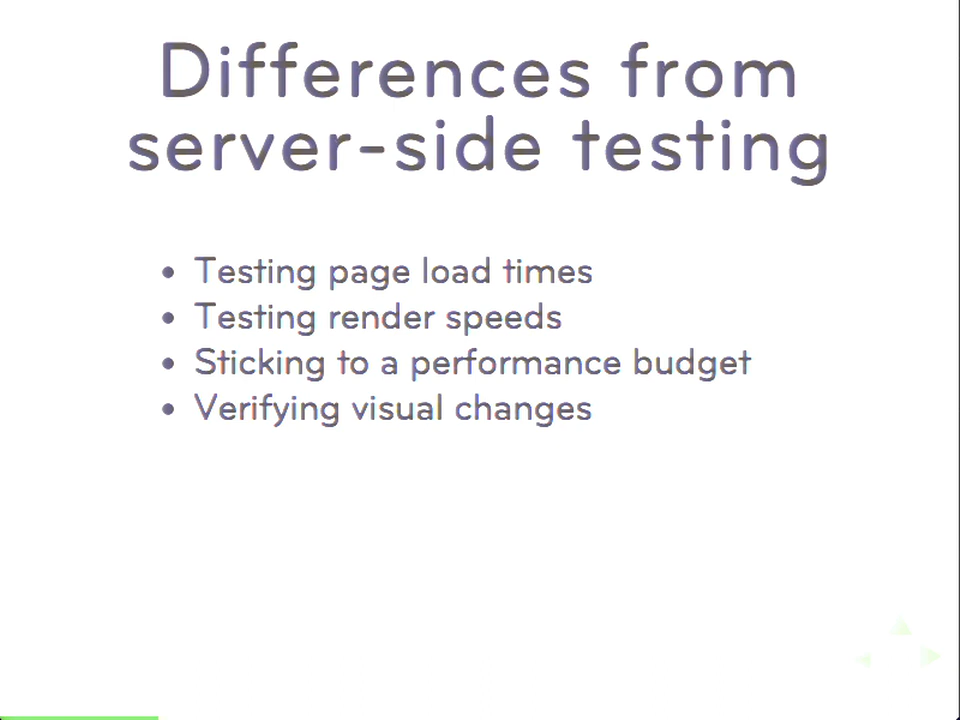 Differences from
server-side testing
• Testing page load times
• Testing render speeds
• Sticking to a performance budget
• Verifying visual changes